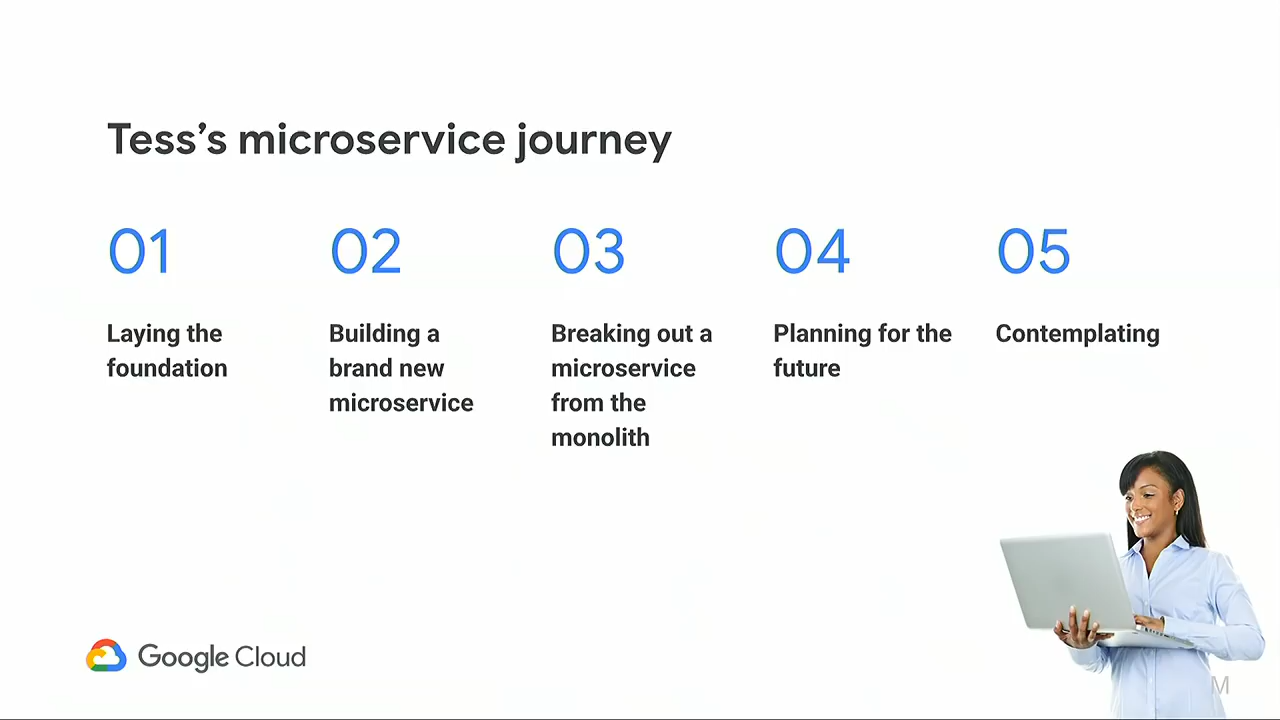 Tess's microservice journey
01
Laying the
foundation
02
Building a
brand new
microservice
03
Breaking out a
microservice
from the
monolith
04
Planning for the
future
05
Contemplating
Google Cloud
M